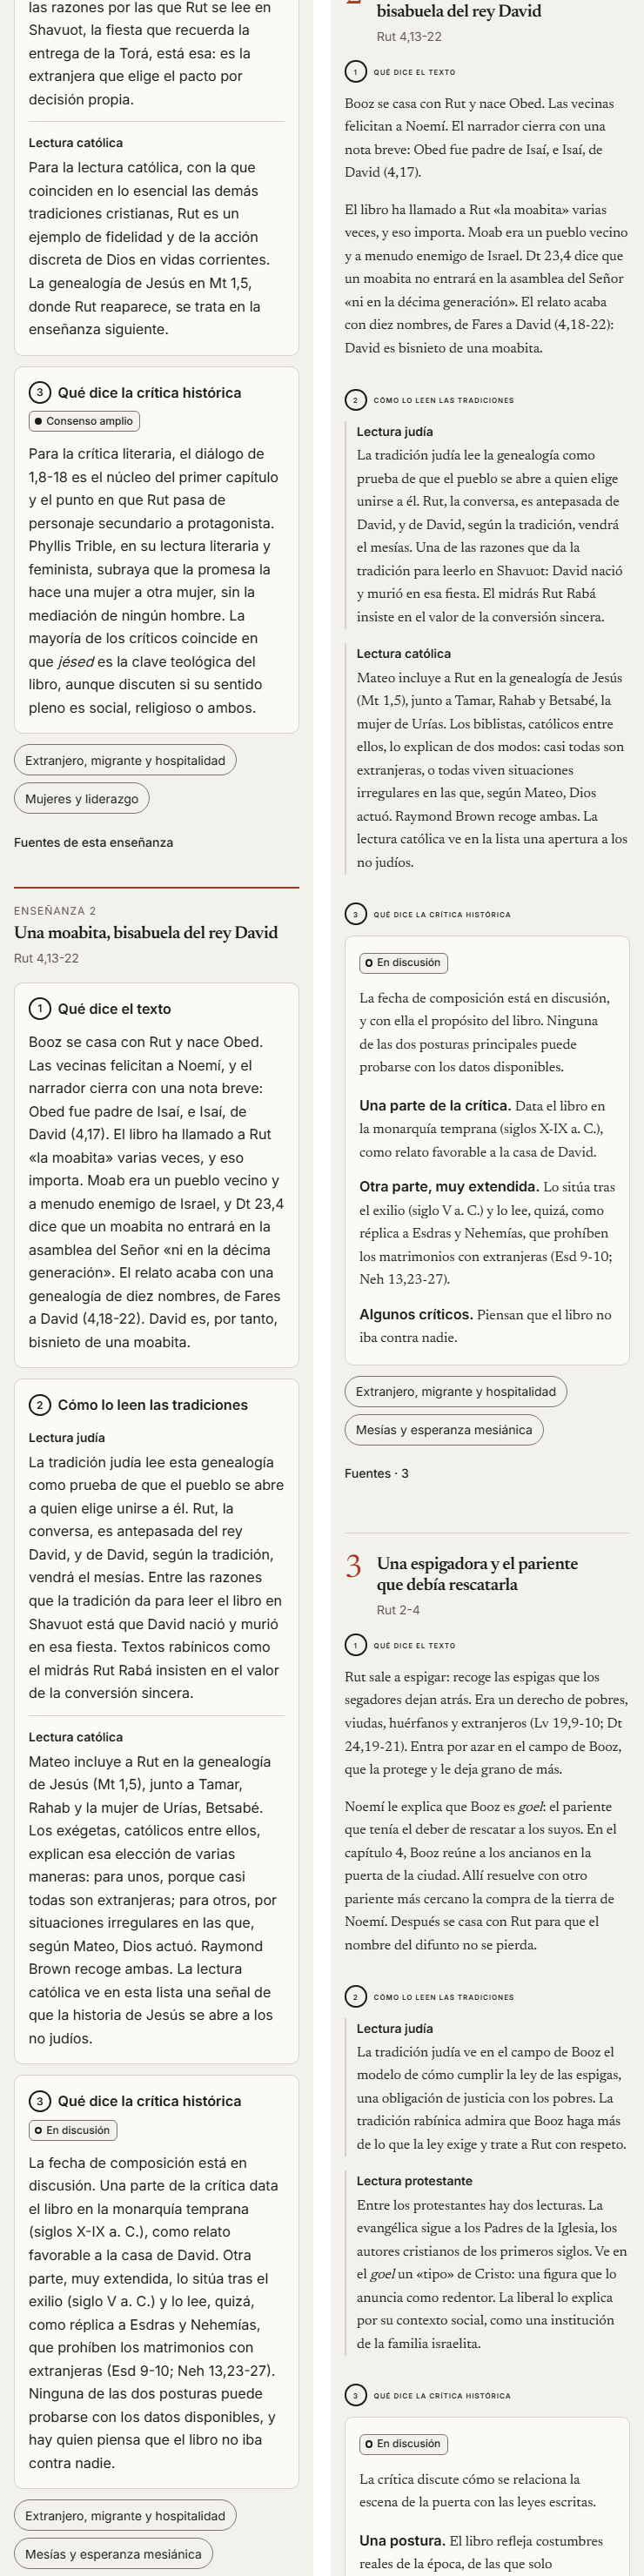 las razones por las que Rut se lee en
Shavuot, la fiesta que recuerda la
entrega de la Torá, está esa: es la
extranjera que elige el pacto por
decisión propia.
Lectura católica
Para la lectura católica, con la que
coinciden en lo esencial las demás
tradiciones cristianas, Rut es un
ejemplo de fidelidad y de la acción
discreta de Dios en vidas corrientes.
La genealogía de Jesús en Mt 1,5,
donde Rut reaparece, se trata en la
enseñanza siguiente.
3 Qué dice la crítica histórica
Consenso amplio
Para la crítica literaria, el diálogo de
1,8-18 es el núcleo del primer capítulo
y el punto en que Rut pasa de
personaje secundario a protagonista.
Phyllis Trible, en su lectura literaria y
feminista, subraya que la promesa la
hace una mujer a otra mujer, sin la
mediación de ningún hombre. La
mayoría de los críticos coincide en
que jésed es la clave teológica del
libro, aunque discuten si su sentido
pleno es social, religioso o ambos.
Extranjero, migrante y hospitalidad
Mujeres y liderazgo
Fuentes de esta enseñanza
ENSEÑANZA 2
Una moabita, bisabuela del rey David
Rut 4,13-22
1 Qué dice el texto
Booz se casa con Rut y nace Obed.
Las vecinas felicitan a Noemí, y el
narrador cierra con una nota breve:
Obed fue padre de Isaí, e Isaí, de
David (4,17). El libro ha llamado a Rut
«la moabita» varias veces, y eso
importa. Moab era un pueblo vecino y
a menudo enemigo de Israel, y Dt 23,4
dice que un moabita no entrará en la
asamblea del Señor «ni en la décima
generación». El relato acaba con una
genealogía de diez nombres, de Fares
a David (4,18-22). David es, por tanto,
bisnieto de una moabita.
2 Cómo lo leen las tradiciones
Lectura judía
La tradición judía lee esta genealogía
como prueba de que el pueblo se abre
a quien elige unirse a él. Rut, la
conversa, es antepasada del rey
David, y de David, según la tradición,
vendrá el mesías. Entre las razones
que la tradición da para leer el libro en
Shavuot está que David nació y murió
en esa fiesta. Textos rabínicos como
el midrás Rut Rabá insisten en el valor
de la conversión sincera.
Lectura católica
Mateo incluye a Rut en la genealogía
de Jesús (Mt 1,5), junto a Tamar,
Rahab y la mujer de Urías, Betsabé.
Los exégetas, católicos entre ellos,
explican esa elección de varias
maneras: para unos, porque casi
todas son extranjeras; para otros, por
situaciones irregulares en las que,
según Mateo, Dios actuó. Raymond
Brown recoge ambas. La lectura
católica ve en esta lista una señal de
que la historia de Jesús se abre a los
no judíos.
3 Qué dice la crítica histórica
En discusión
La fecha de composición está en
discusión. Una parte de la crítica data
el libro en la monarquía temprana
(siglos X-IX a. C.), como relato
favorable a la casa de David. Otra
parte, muy extendida, lo sitúa tras el
exilio (siglo V a. C.) y lo lee, quizá,
como réplica a Esdras y Nehemías,
que prohíben los matrimonios con
extranjeras (Esd 9-10; Neh 13,23-27).
Ninguna de las dos posturas puede
probarse con los datos disponibles, y
hay quien piensa que el libro no iba
contra nadie.
Extranjero, migrante y hospitalidad
Mesías y esperanza mesiánica
bisabuela del rey David
Rut 4,13-22
1 QUÉ DICE EL TEXTO
Booz se casa con Rut y nace Obed. Las vecinas
felicitan a Noemí. El narrador cierra con una
nota breve: Obed fue padre de Isaí, e Isaí, de
David (4,17).
El libro ha llamado a Rut «la moabita» varias
veces, y eso importa. Moab era un pueblo vecino
y a menudo enemigo de Israel. Dt 23,4 dice que
un moabita no entrará en la asamblea del Señor
«ni en la décima generación». El relato acaba
con diez nombres, de Fares a David (4,18-22):
David es bisnieto de una moabita.
2 CÓMO LO LEEN LAS TRADICIONES
Lectura judía
La tradición judía lee la genealogía como
prueba de que el pueblo se abre a quien elige
unirse a él. Rut, la conversa, es antepasada de
David, y de David, según la tradición, vendrá
el mesías. Una de las razones que da la
tradición para leerlo en Shavuot: David nació
y murió en esa fiesta. El midrás Rut Rabá
insiste en el valor de la conversión sincera.
Lectura católica
Mateo incluye a Rut en la genealogía de Jesús
(Mt 1,5), junto a Tamar, Rahab y Betsabé, la
mujer de Urías. Los biblistas, católicos entre
ellos, lo explican de dos modos: casi todas son
extranjeras, o todas viven situaciones
irregulares en las que, según Mateo, Dios
actuó. Raymond Brown recoge ambas. La
lectura católica ve en la lista una apertura a los
no judíos.
3 QUÉ DICE LA CRÍTICA HISTÓRICA
En discusión
La fecha de composición está en discusión,
y con ella el propósito del libro. Ninguna
de las dos posturas principales puede
probarse con los datos disponibles.
Una parte de la crítica. Data el libro en
la monarquía temprana (siglos X-IX a. C.),
como relato favorable a la casa de David.
Otra parte, muy extendida. Lo sitúa tras
el exilio (siglo V a. C.) y lo lee, quizá, como
réplica a Esdras y Nehemías, que prohíben
los matrimonios con extranjeras (Esd 9-10;
Neh 13,23-27).
Algunos críticos. Piensan que el libro no
iba contra nadie.
Extranjero, migrante y hospitalidad
Mesías y esperanza mesiánica
Fuentes · 3
3 Una espigadora y el pariente
que debía rescatarla
Rut 2-4
1 QUÉ DICE EL TEXTO
Rut sale a espigar: recoge las espigas que los
segadores dejan atrás. Era un derecho de pobres,
viudas, huérfanos y extranjeros (Lv 19,9-10; Dt
24,19-21). Entra por azar en el campo de Booz,
que la protege y le deja grano de más.
Noemí le explica que Booz es goel: el pariente
que tenía el deber de rescatar a los suyos. En el
capítulo 4, Booz reúne a los ancianos en la
puerta de la ciudad. Allí resuelve con otro
pariente más cercano la compra de la tierra de
Noemí. Después se casa con Rut para que el
nombre del difunto no se pierda.
2 CÓMO LO LEEN LAS TRADICIONES
Lectura judía
La tradición judía ve en el campo de Booz el
modelo de cómo cumplir la ley de las espigas,
una obligación de justicia con los pobres. La
tradición rabínica admira que Booz haga más
de lo que la ley exige y trate a Rut con respeto.
Lectura protestante
Entre los protestantes hay dos lecturas. La
evangélica sigue a los Padres de la Iglesia, los
autores cristianos de los primeros siglos. Ve en
el goel un «tipo» de Cristo: una figura que lo
anuncia como redentor. La liberal lo explica
por su contexto social, como una institución
de la familia israelita.
3 QUÉ DICE LA CRÍTICA HISTÓRICA
En discusión
La crítica discute cómo se relaciona la
escena de la puerta con las leyes escritas.
Una postura. El libro refleja costumbres
reales de la época, de las que solo